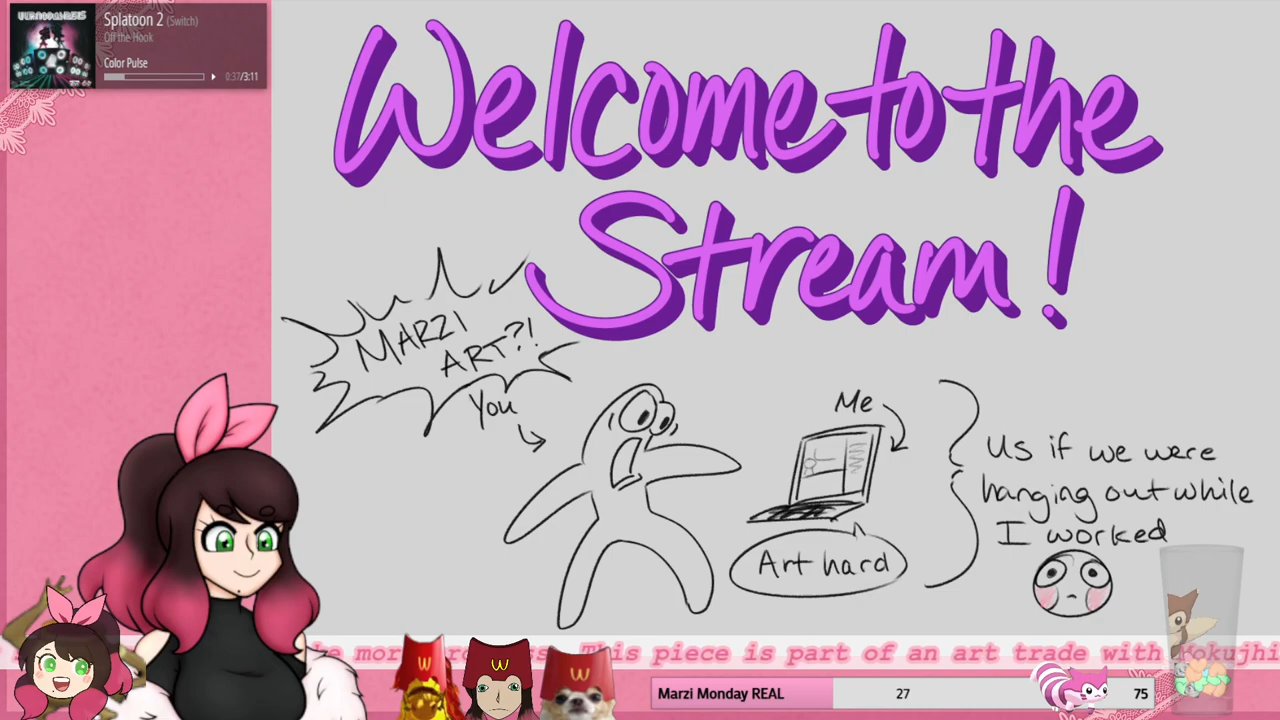 Splatoon 2 (Switch)
Off the Hook
Color Pulse
0:37/3:11
Welcome to the
Stream!
MARZI
ART?!
You
Me
Us if we were
hanging out while
I worked
Art hard
This piece is part of an art trade with
Marzi Monday REAL
27
75